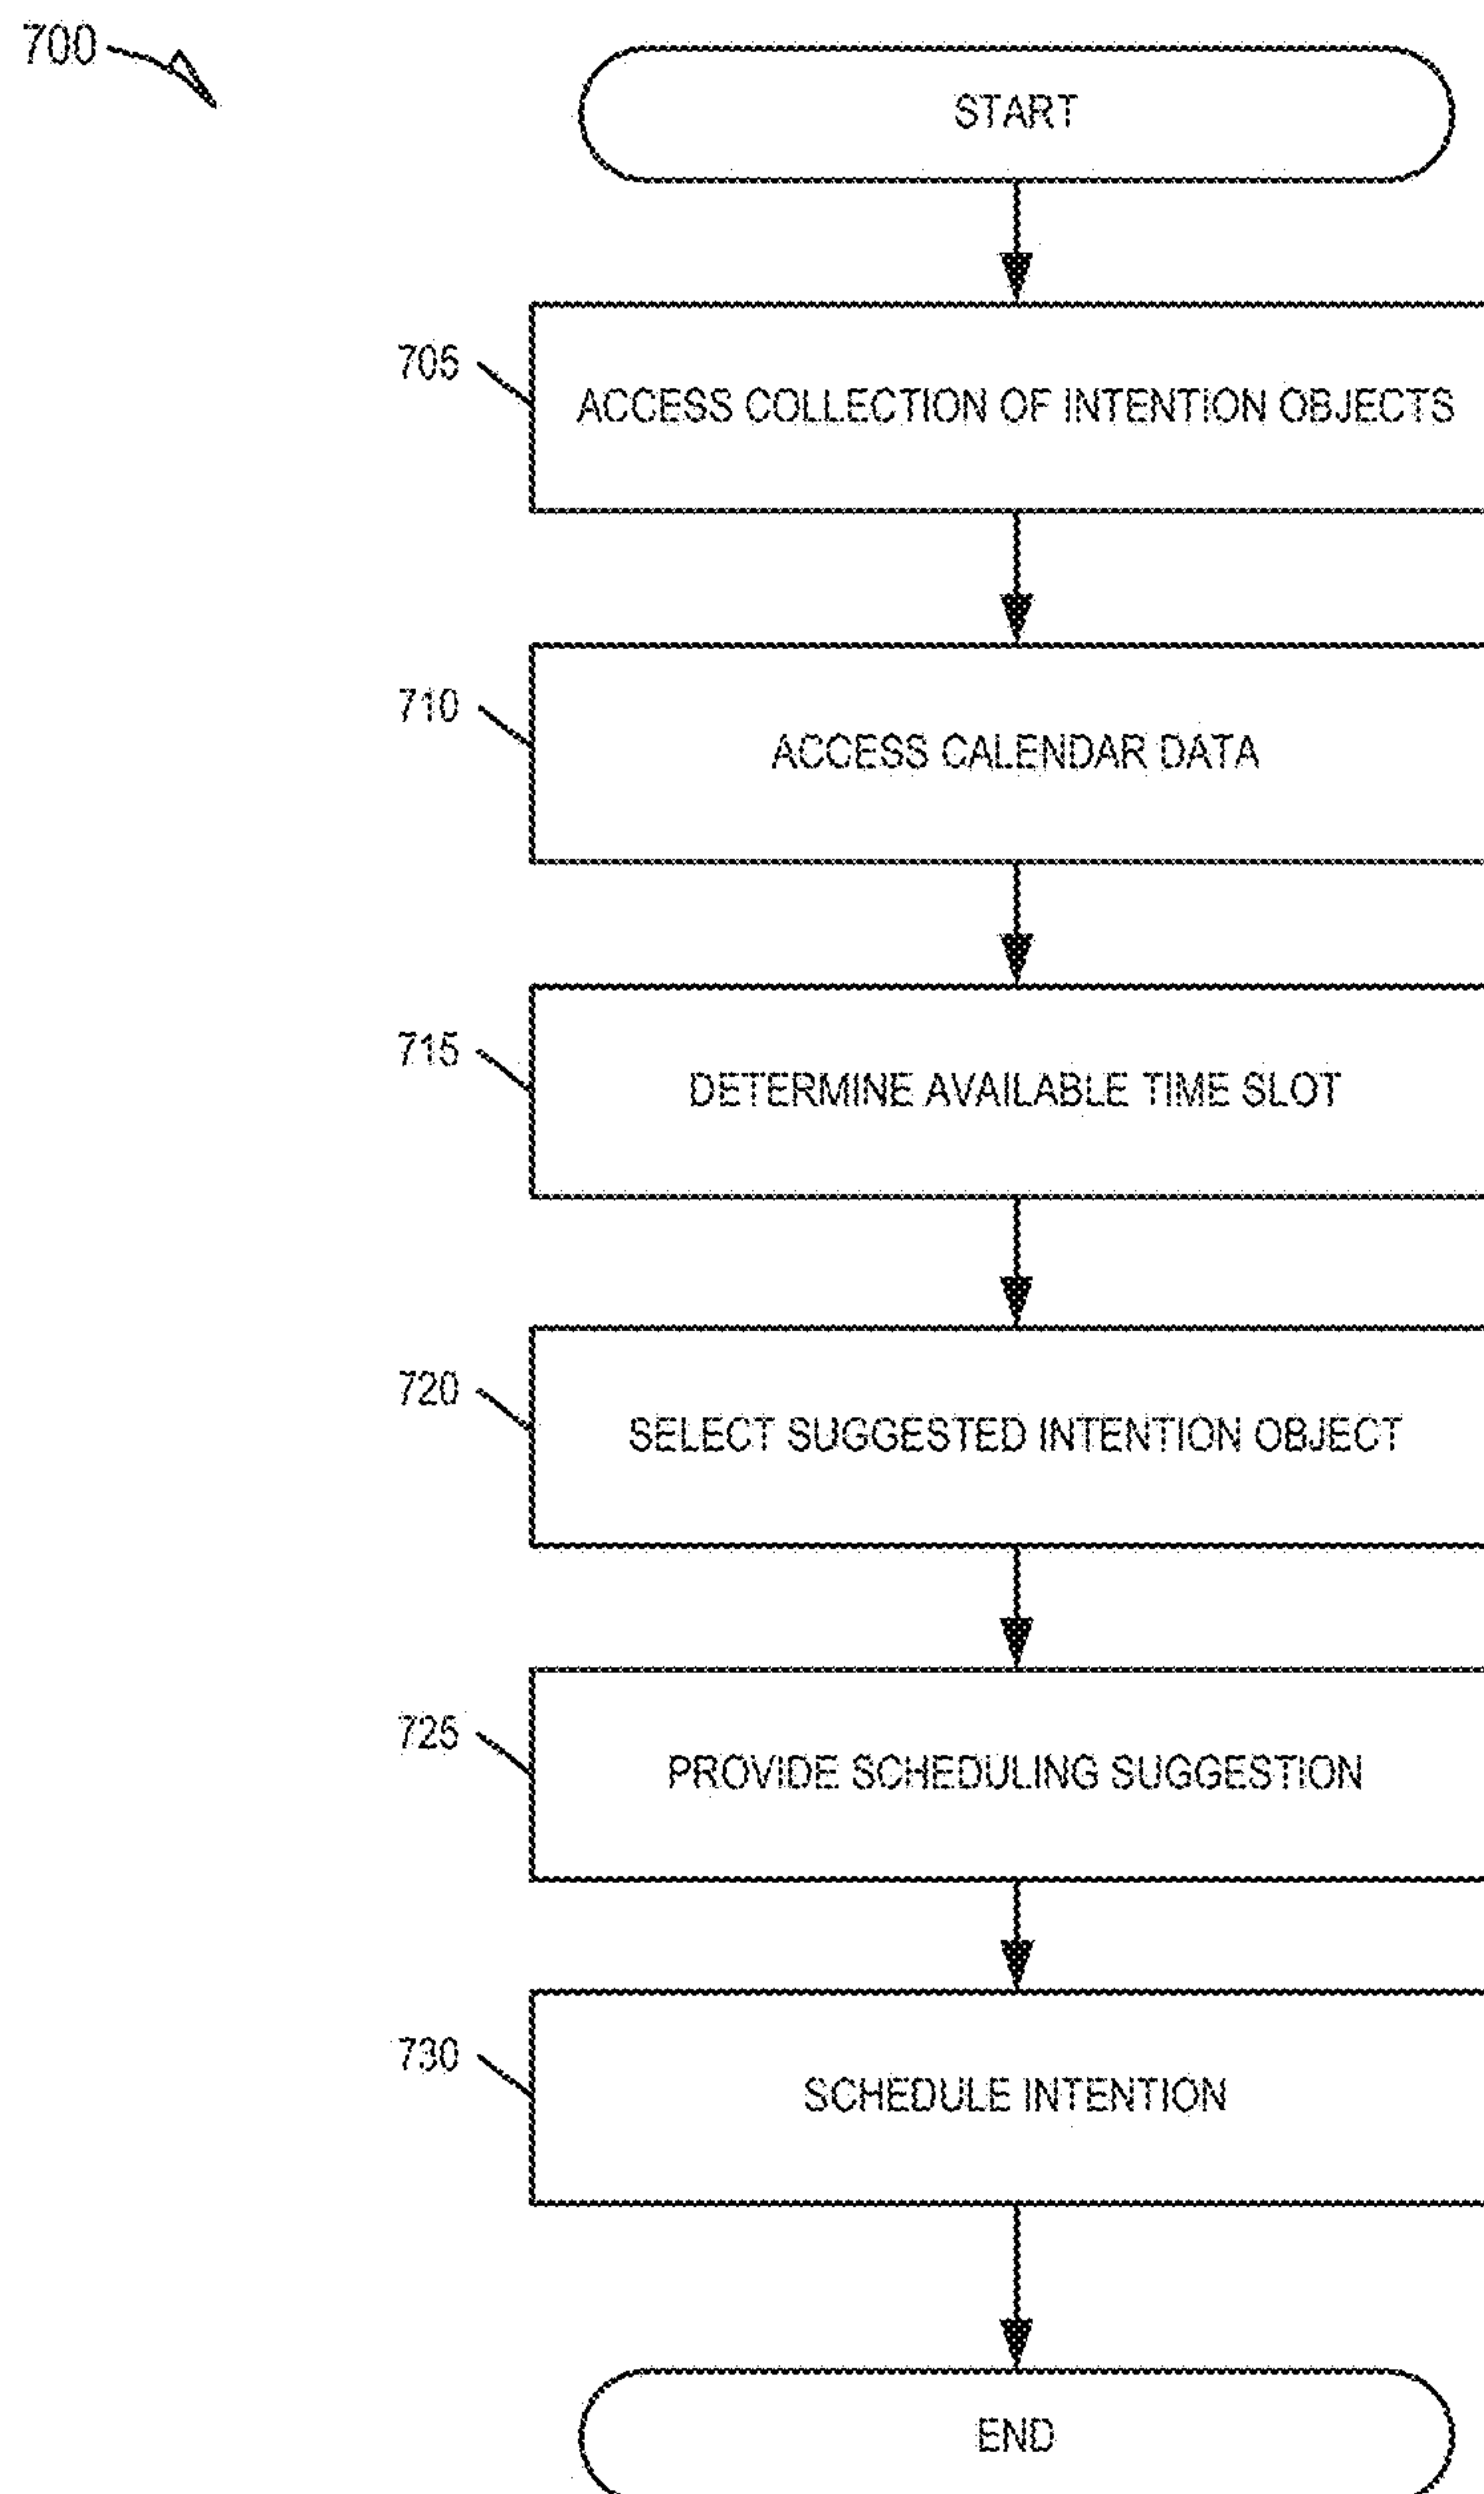 700
START
705
ACCESS COLLECTION OF INTENTION OBJECTS
710
ACCESS CALENDAR DATA
715
DETERMINE AVAILABLE TIME SLOT
720
SELECT SUGGESTED INTENTION OBJECT
725
PROVIDE SCHEDULING SUGGESTION
730
SCHEDULE INTENTION
END